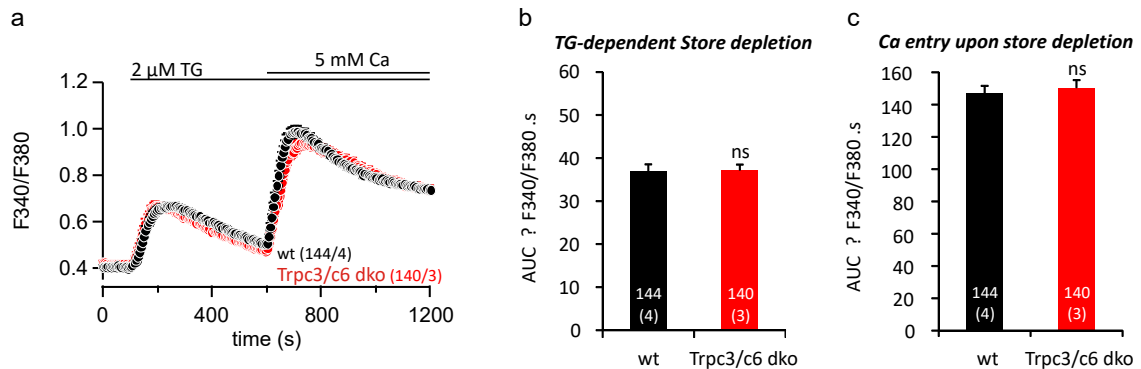 a
2 µM TG
5 mM Ca
F340/F380
1.2
1.0
0.8
0.6
0.4
wt (144/4)
Trpc3/c6 dko (140/3)
0
400
800
1200
time (s)
b
TG-dependent Store depletion
AUC ? F340/F380 .s
60
50
40
30
20
10
0
ns
144
(4)
140
(3)
wt
Trpc3/c6 dko
c
Ca entry upon store depletion
AUC ? F340/F380 .s
160
140
120
100
80
60
40
20
0
ns
144
(4)
140
(3)
wt
Trpc3/c6 dko